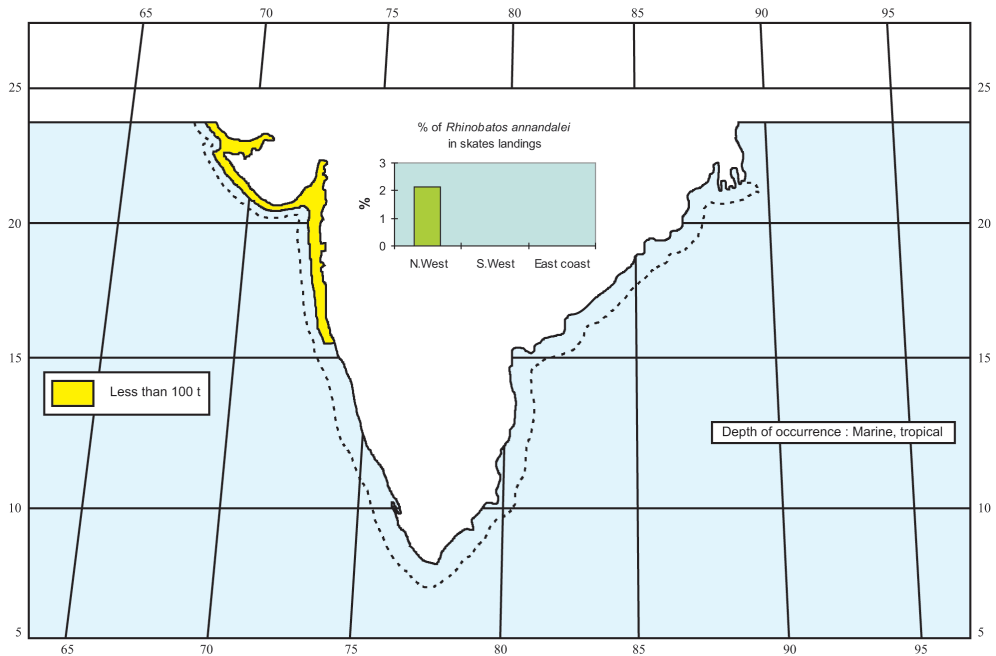 65 70 75 80 85 90 95
25 25
% of Rhinobatos annandalei
in skates landings
3
2
1
0
%
N.West S.West East coast
20 20
15 15
Less than 100 t
Depth of occurrence : Marine, tropical
10 10
5 5
65 70 75 80 85 90 95